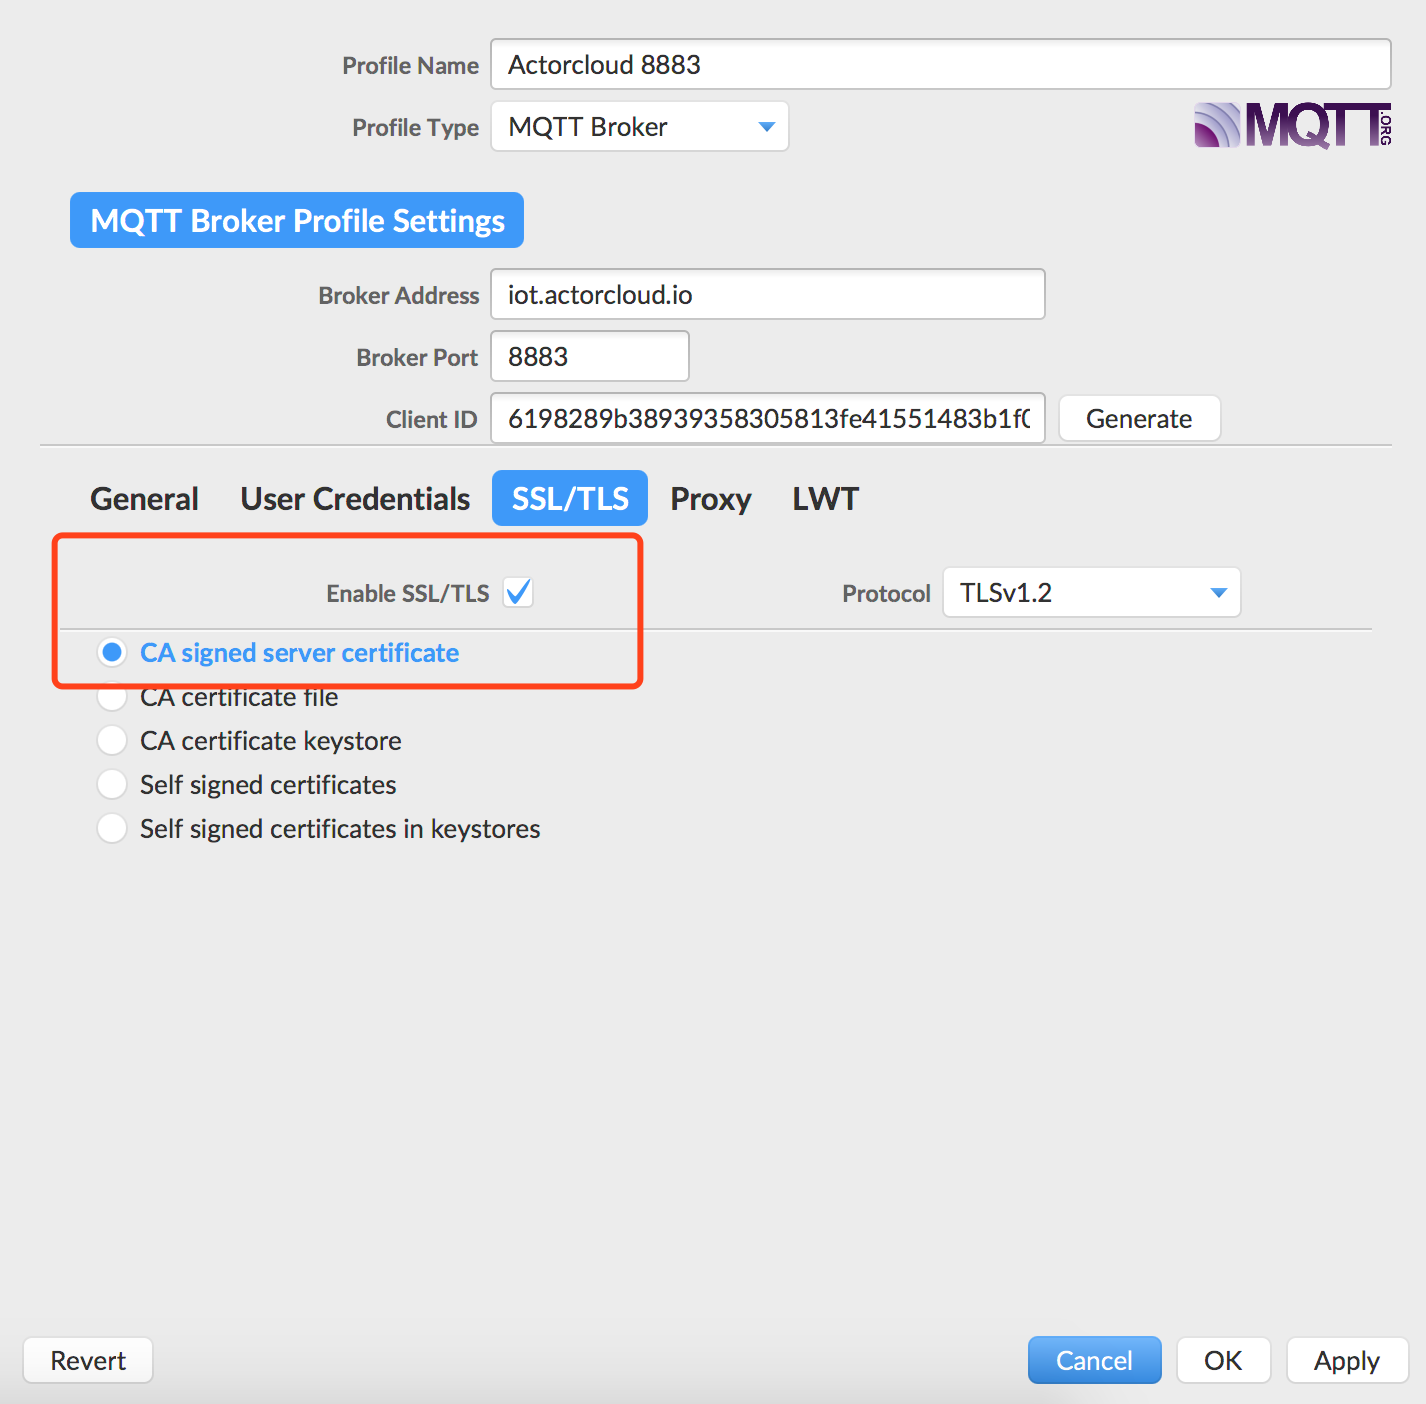 Profile Name Actorcloud 8883
Profile Type MQTT Broker
MQTT.ORG
MQTT Broker Profile Settings
Broker Address iot.actorcloud.io
Broker Port 8883
Client ID 6198289b38939358305813fe41551483b1f0 Generate
General User Credentials SSL/TLS Proxy LWT
Enable SSL/TLS Protocol TLSv1.2
CA signed server certificate
CA certificate file
CA certificate keystore
Self signed certificates
Self signed certificates in keystores
Revert Cancel OK Apply